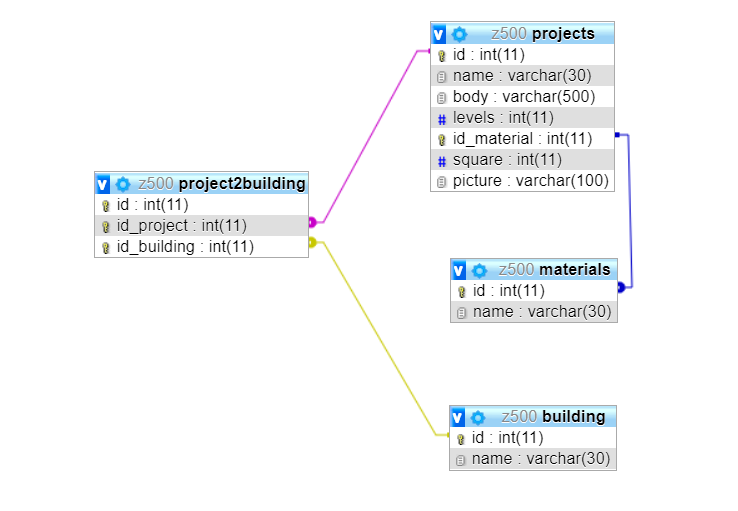 v z500 projects
id : int(11)
name : varchar(30)
body : varchar(500)
# levels : int(11)
id_material : int(11)
# square : int(11)
picture : varchar(100)
v z500 project2building
id : int(11)
id_project : int(11)
id_building : int(11)
v z500 materials
id : int(11)
name : varchar(30)
v z500 building
id : int(11)
name : varchar(30)